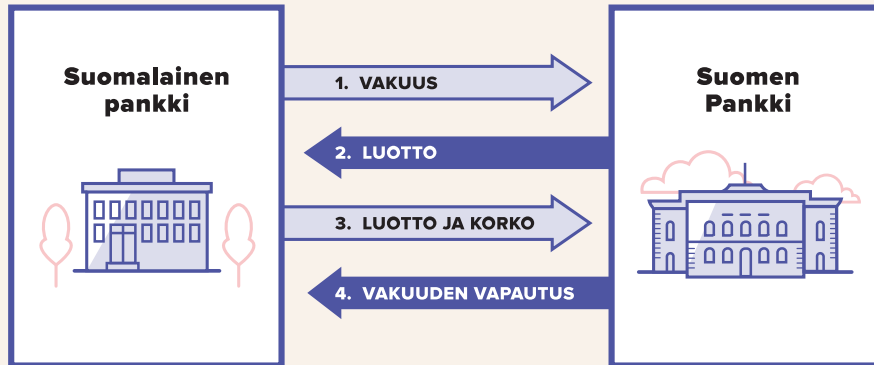 Suomalainen
pankki
1. VAKUUS
2. LUOTTO
3. LUOTTO JA KORKO
4. VAKUUDEN VAPAUTUS
Suomen
Pankki